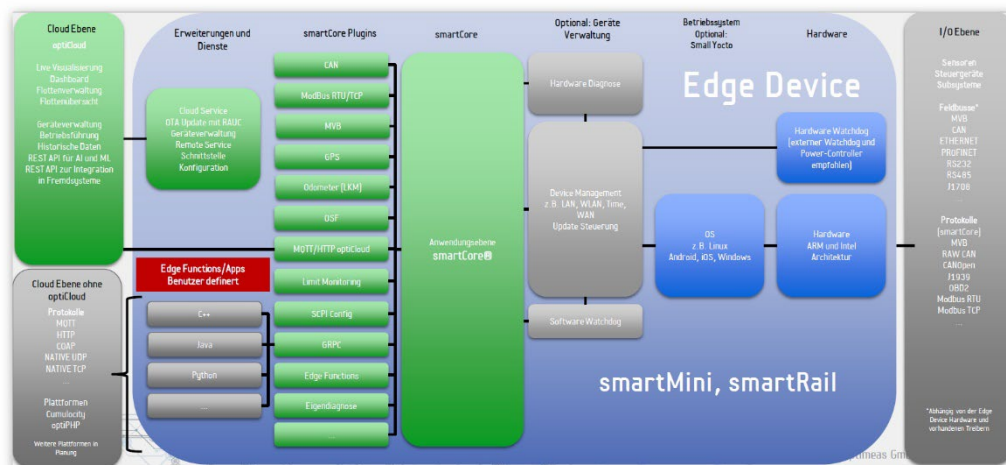 Cloud Ebene
optiCloud
Live Visualisierung
Dashboard
Flottenverwaltung
Flottenübersicht
Geräteverwaltung
Betriebsführung
Historische Daten
REST API für AI und ML
REST API zur Integration
in Fremdsysteme
Cloud Ebene ohne
optiCloud
Protokolle
MQTT
HTTP
COAP
NATIVE UDP
NATIVE TCP
...
Plattformen
Cumulocity
optiPHP
Weitere Plattformen in
Planung
Erweiterungen und
Dienste
Cloud Service
OTA Update mit RAUC
Geräteverwaltung
Remote Service
Schnittstelle
Konfiguration
Edge Functions/Apps
Benutzer definert
C++
Java
Python
....
smartCore Plugins
CAN
ModBus RTU/TCP
MVB
GPS
Odometer (LKM)
OSF
MQTT/HTTP optiCloud
Limit Monitoring
SCPI Config
GRPC
Edge Functions
Eigendiagnose
...
smartCore
Anwendungsebene
smartCore®
Optional: Geräte
Verwaltung
Hardware Diagnose
Device Management
z.B. LAN, WLAN, Time,
WAN
Update Steuerung
Software Watchdog
Betriebssystem
Optional:
Small Yocto
OS
z.B. Linux
Android, iOS, Windows
Hardware
Edge Device
Hardware Watchdog
(externer Watchdog und
Power-Controller
empfohlen)
Hardware
ARM und Intel
Architektur
smartMini, smartRail
I/O Ebene
Sensoren
Steuergeräte
Subsysteme
Feldbusse*
MVB
CAN
ETHERNET
PROFINET
RS232
RS485
J1708
Protokolle
(smartCore)
MVB
RAW CAN
CANOpen
J1939
OBD2
Modbus RTU
Modbus TCP
...
*Abhängig von der Edge
Device Hardware und
vorhandenen Treibern